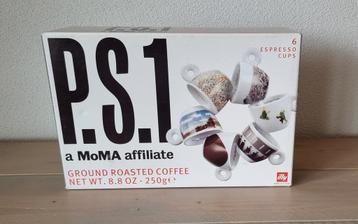 P.S.1
a MoMA affiliate
GROUND ROASTED COFFEE
NET WT. 8.8 OZ - 250g e
6
ESPRESSO
CUPS
illy